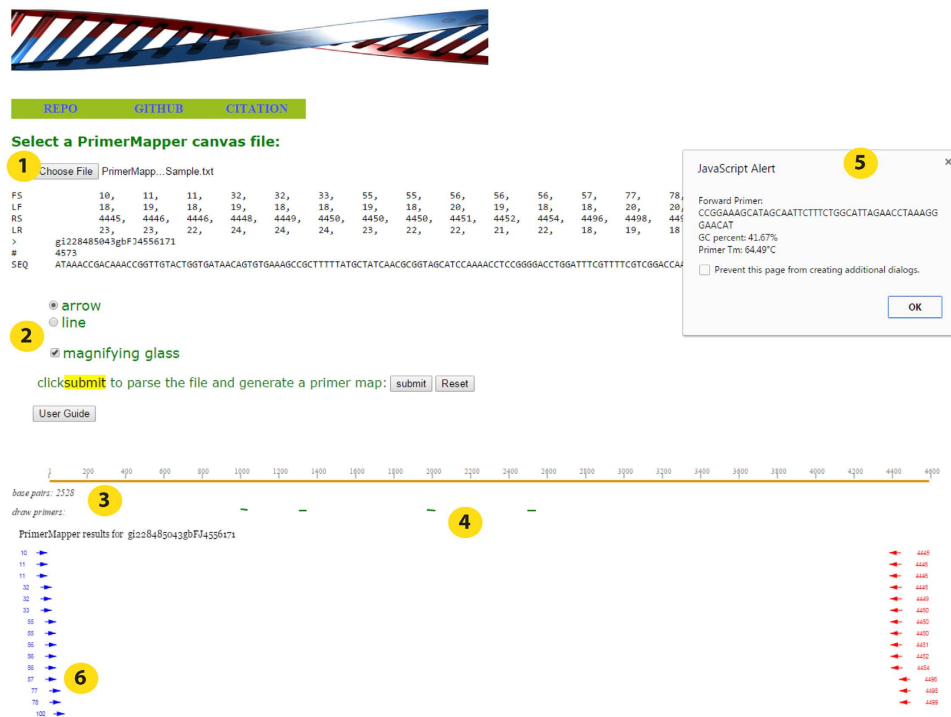 REPO GITHUB CITATION
Select a PrimerMapper canvas file:
1 Choose File PrimerMapp…Sample.txt
FS 10, 11, 11, 32, 32, 33, 55, 55, 56, 56, 56, 57, 77, 78,
LF 18, 19, 18, 19, 18, 18, 19, 18, 20, 19, 18, 18, 20, 20,
RS 4445, 4446, 4446, 4448, 4449, 4450, 4450, 4450, 4451, 4452, 4454, 4496, 4498, 449
LR 23, 23, 22, 24, 24, 24, 23, 22, 22, 21, 22, 18, 19, 18
> gi228485043gbFJ4556171
# 4573
SEQ ATAAACCGACAAACCGGTTGTACTGGTGATAACAGTGTGAAAGCCGCTTTTTATGCTATCAACGCGGTAGCATCCAAAACCTCCGGGGACCTGGATTTCGTTTTCGTCGGACCAA
5
JavaScript Alert ×
Forward Primer:
CCGGAAAGCATAGCAATTCTTTCTGGCATTAGAACCTAAAGG
GAACAT
GC percent: 41.67%
Primer Tm: 64.49°C
Prevent this page from creating additional dialogs.
OK
arrow
line
2
magnifying glass
clicksubmit to parse the file and generate a primer map: submit Reset
User Guide
1 200 400 600 800 1000 1200 1400 1600 1800 2000 2200 2400 2600 2800 3000 3200 3400 3600 3800 4000 4200 4400 4600
base pairs: 2528 3
draw primers: 4
PrimerMapper results for gi228485043gbFJ4556171
10 4445
11 4446
11 4446
32 4448
32 4449
33 4450
55 4450
55 4450
56 4451
56 4452
56 4454
57 6 4496
77 4498
78 4499
100